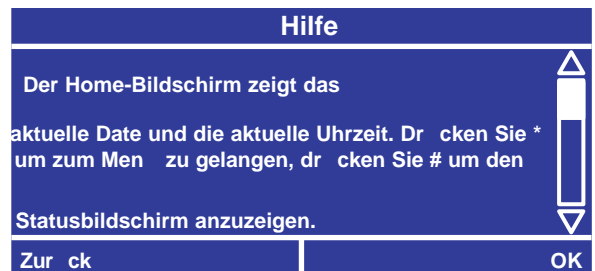 Hilfe
Der Home-Bildschirm zeigt das
aktuelle Date und die aktuelle Uhrzeit. Dr cken Sie *
um zum Men zu gelangen, dr cken Sie # um den
Statusbildschirm anzuzeigen.
Zur ck
OK